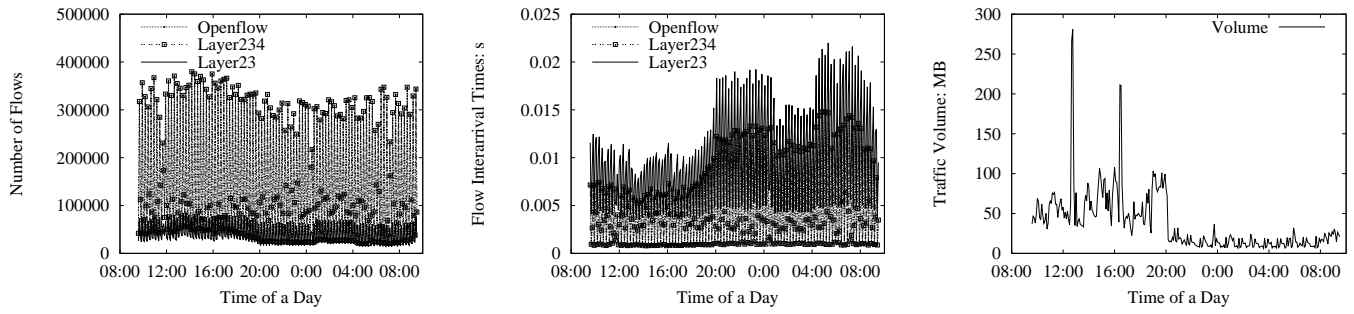 500000
400000
300000
200000
100000
0
Number of Flows
Openflow
Layer234
Layer23
08:00 12:00 16:00 20:00 0:00 04:00 08:00
Time of a Day
0.025
0.02
0.015
0.01
0.005
0
Flow Interarrival Times: s
Openflow
Layer234
Layer23
08:00 12:00 16:00 20:00 0:00 04:00 08:00
Time of a Day
300
250
200
150
100
50
0
Traffic Volume: MB
Volume
08:00 12:00 16:00 20:00 0:00 04:00 08:00
Time of a Day